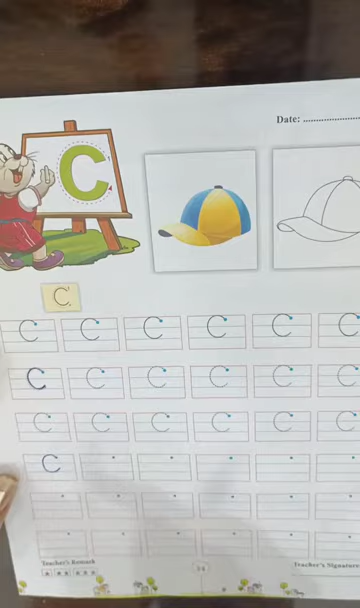 Date: ....................
C
C
C C C C C C
C C C C C C
C C C C C C
C
Teacher's Remark
Teacher's Signature